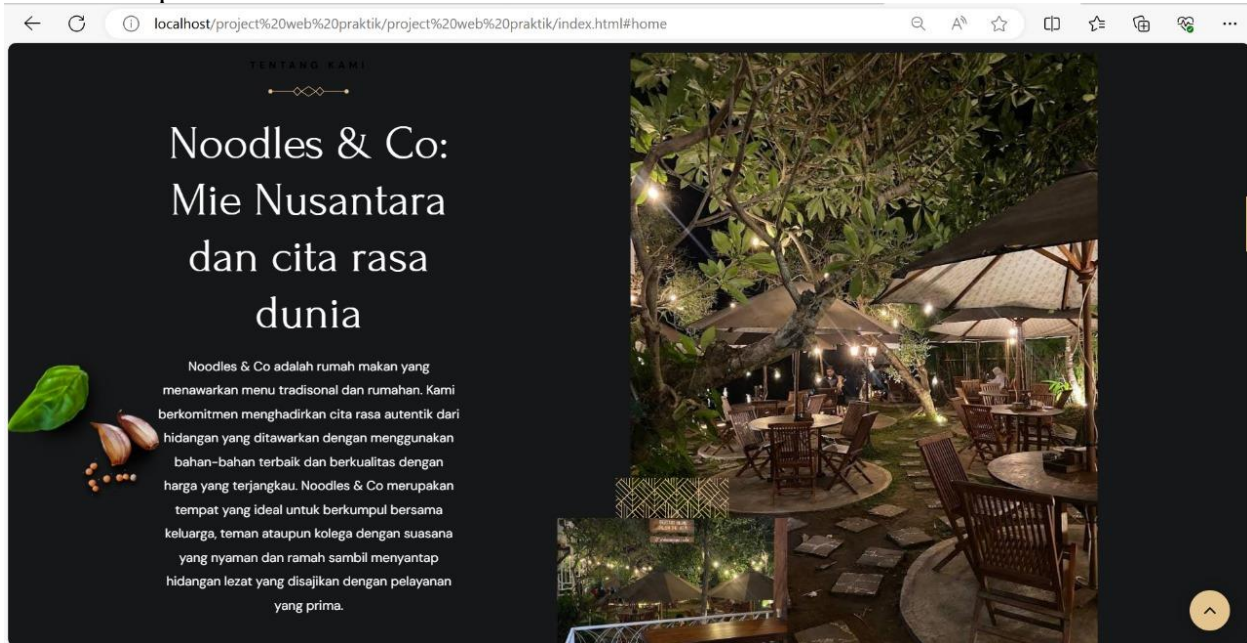 localhost/project%20web%20praktik/project%20web%20praktik/index.html#home
TENTANG KAMI
Noodles & Co:
Mie Nusantara
dan cita rasa
dunia
Noodles & Co adalah rumah makan yang
menawarkan menu tradisonal dan rumahan. Kami
berkomitmen menghadirkan cita rasa autentik dari
hidangan yang ditawarkan dengan menggunakan
bahan-bahan terbaik dan berkualitas dengan
harga yang terjangkau. Noodles & Co merupakan
tempat yang ideal untuk berkumpul bersama
keluarga, teman ataupun kolega dengan suasana
yang nyaman dan ramah sambil menyantap
hidangan lezat yang disajikan dengan pelayanan
yang prima.